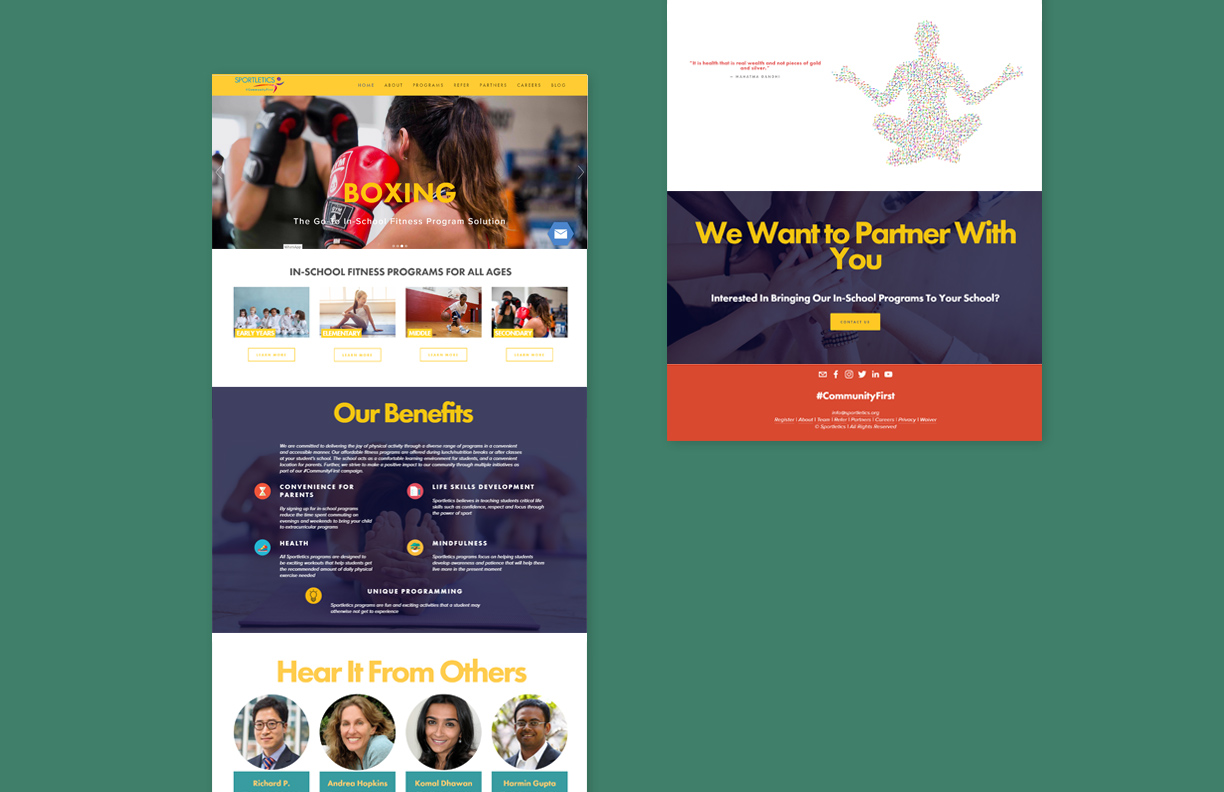 SPORTLETICS
#CommunityFirst
HOME ABOUT PROGRAMS REFER PARTNERS CAREERS BLOG
BOXING
The Go-To In-School Fitness Program Solution
IN-SCHOOL FITNESS PROGRAMS FOR ALL AGES
EARLY YEARS
ELEMENTARY
MIDDLE
SECONDARY
LEARN MORE
LEARN MORE
LEARN MORE
LEARN MORE
Our Benefits
We are committed to delivering the joy of physical activity through a diverse range of programs in a convenient
and accessible manner. Our affordable fitness programs are offered during lunch/nutrition breaks or after classes
at your student's school. The school acts as a comfortable learning environment for students, and a convenient
location for parents. Further, we strive to make a positive impact to our community through multiple initiatives as
part of our #CommunityFirst campaign.
CONVENIENCE FOR
PARENTS
By signing up for in-school programs
reduce the time spent commuting on
evenings and weekends to bring your child
to extracurricular programs
LIFE SKILLS DEVELOPMENT
Sportletics believes in teaching students critical life
skills such as confidence, respect and focus through
the power of sport
HEALTH
All Sportletics programs are designed to
be exciting workouts that help students get
the recommended amount of daily physical
exercise needed
MINDFULNESS
Sportletics programs focus on helping students
develop awareness and patience that will help them
live more in the present moment
UNIQUE PROGRAMMING
Sportletics programs are fun and exciting activities that a student may
otherwise not get to experience
Hear It From Others
Richard P.
Andrea Hopkins
Komal Dhawan
Harmin Gupta
"It is health that is real wealth and not pieces of gold
and silver."
— MAHATMA GANDHI
We Want to Partner With
You
Interested In Bringing Our In-School Programs To Your School?
CONTACT US
#CommunityFirst
info@sportletics.org
Register | About | Team | Refer | Partners | Careers | Privacy | Waiver
© Sportletics | All Rights Reserved